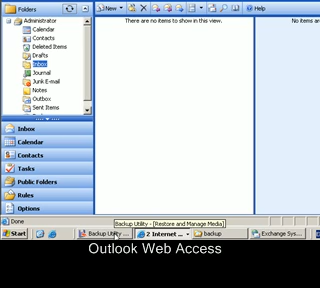 Folders
New
Help
Administrator
There are no items to show in this view.
No items are
Calendar
Contacts
Deleted Items
Drafts
Inbox
Journal
Junk E-mail
Notes
Outbox
Sent Items
Inbox
Calendar
Contacts
Tasks
Public Folders
Rules
Options
Done
Backup Utility - [Restore and Manage Media]
Start
Backup Utility ...
2 Internet ...
backup
Exchange Sys...
Outlook Web Access